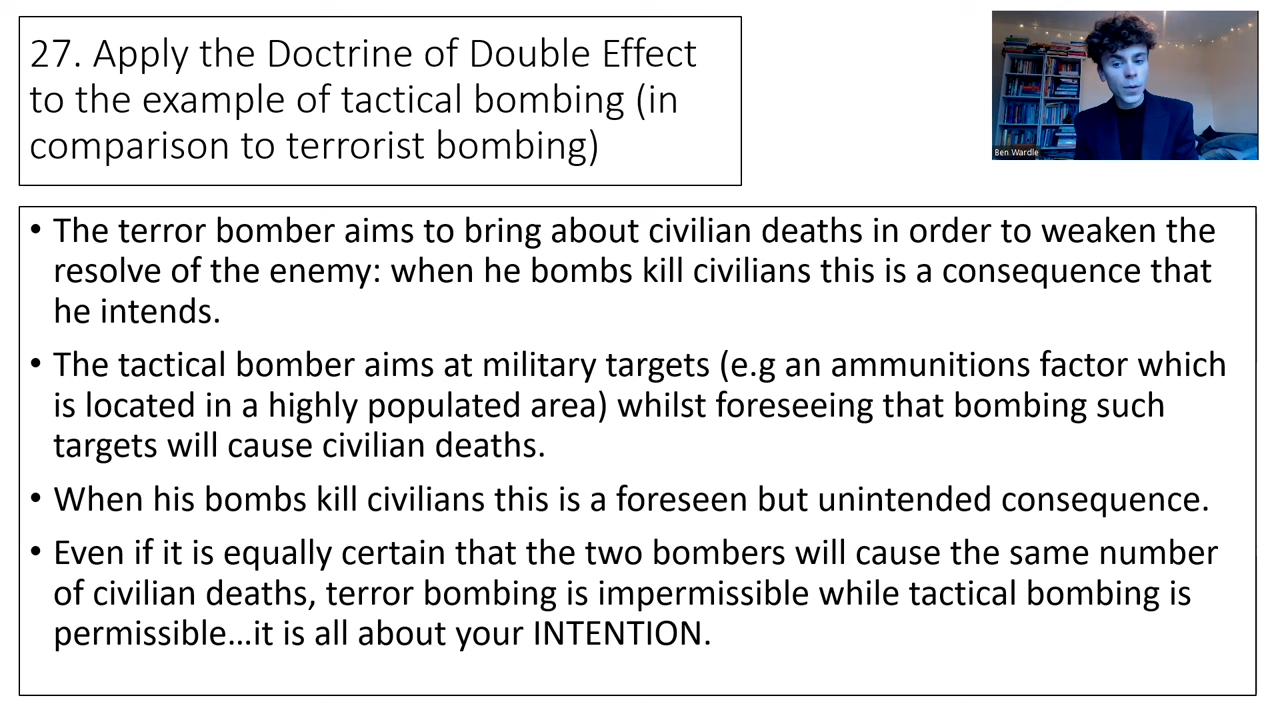 27. Apply the Doctrine of Double Effect
to the example of tactical bombing (in
comparison to terrorist bombing)
Ben Wardle
• The terror bomber aims to bring about civilian deaths in order to weaken the
resolve of the enemy: when he bombs kill civilians this is a consequence that
he intends.
• The tactical bomber aims at military targets (e.g an ammunitions factor which
is located in a highly populated area) whilst foreseeing that bombing such
targets will cause civilian deaths.
• When his bombs kill civilians this is a foreseen but unintended consequence.
• Even if it is equally certain that the two bombers will cause the same number
of civilian deaths, terror bombing is impermissible while tactical bombing is
permissible...it is all about your INTENTION.